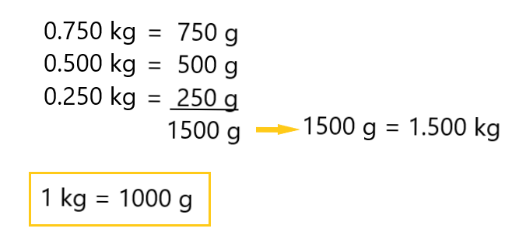 0.750 kg = 750 g
0.500 kg = 500 g
0.250 kg = 250 g
1500 g 1500 g = 1.500 kg
1 kg = 1000 g